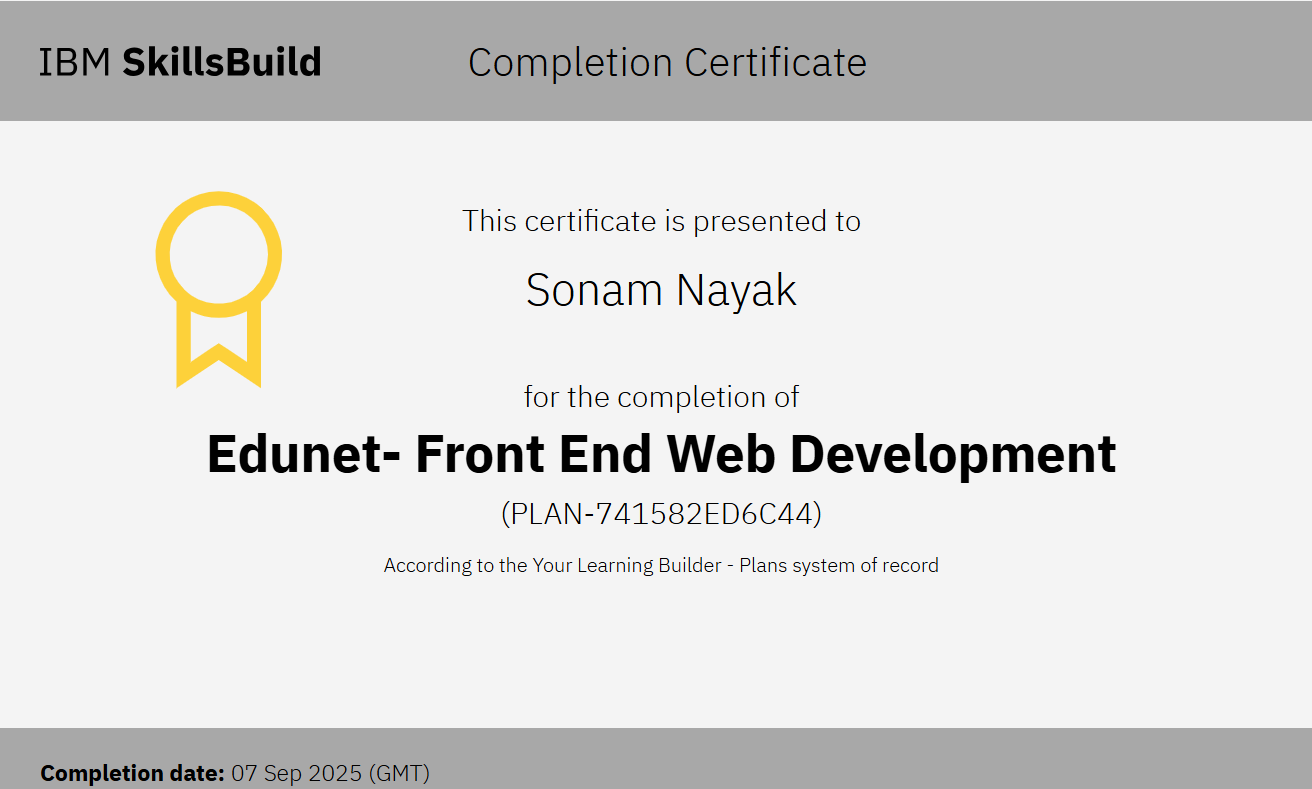 IBM SkillsBuild
Completion Certificate
This certificate is presented to
Sonam Nayak
for the completion of
Edunet- Front End Web Development
(PLAN-741582ED6C44)
According to the Your Learning Builder - Plans system of record
Completion date: 07 Sep 2025 (GMT)